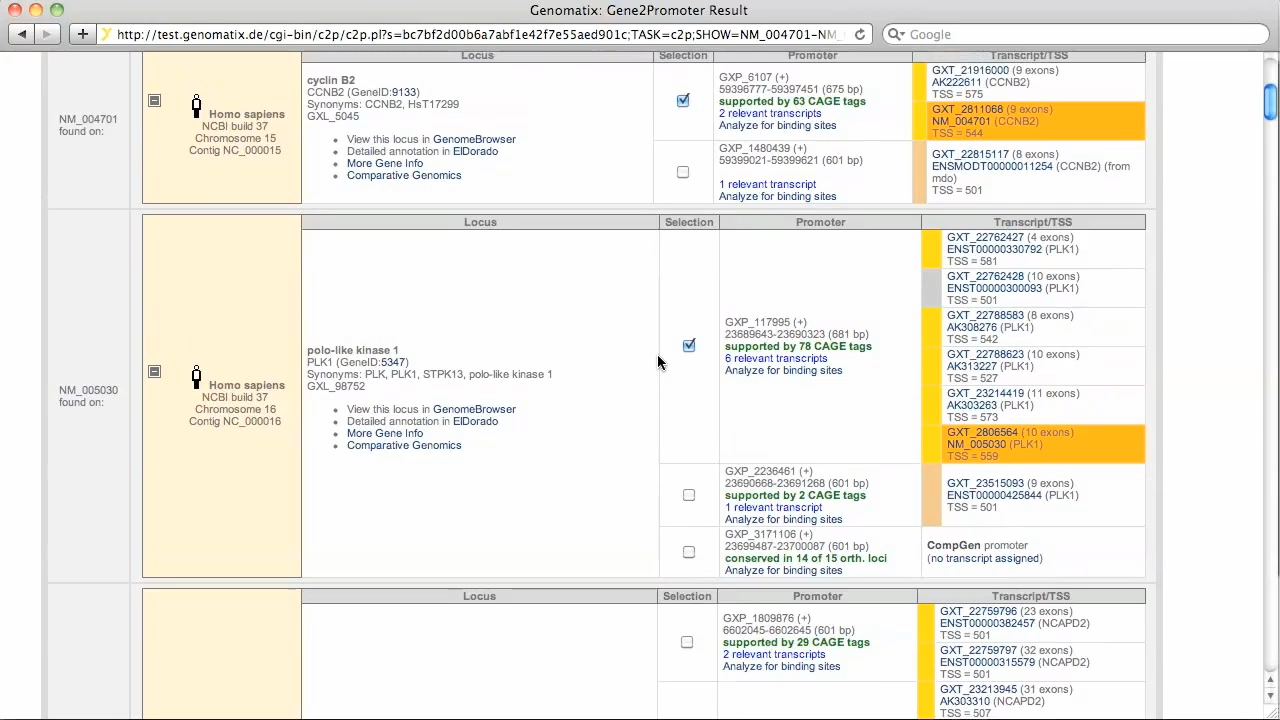 Genomatix: Gene2Promoter Result
http://test.genomatix.de/cgi-bin/c2p/c2p.pl?s=bc7bf2d00b6a7abf1e42f7e55aed901c;TASK=c2p;SHOW=NM_004701-NM_
Google
Locus
Selection
Promoter
Transcript/TSS
NM_004701
found on:
Homo sapiens
NCBI build 37
Chromosome 15
Contig NC_000015
cyclin B2
CCNB2 (GeneID:9133)
Synonyms: CCNB2, HsT17299
GXL_5045
View this locus in GenomeBrowser
Detailed annotation in ElDorado
More Gene Info
Comparative Genomics
GXP_6107 (+)
59396777-59397451 (675 bp)
supported by 63 CAGE tags
2 relevant transcripts
Analyze for binding sites
GXT_21916000 (9 exons)
AK222611 (CCNB2)
TSS = 575
GXT_2811068 (9 exons)
NM_004701 (CCNB2)
TSS = 544
GXP_1480439 (+)
59399021-59399621 (601 bp)
1 relevant transcript
Analyze for binding sites
GXT_22815117 (8 exons)
ENSMODT00000011254 (CCNB2) (from
mdo)
TSS = 501
Locus
Selection
Promoter
Transcript/TSS
NM_005030
found on:
Homo sapiens
NCBI build 37
Chromosome 16
Contig NC_000016
polo-like kinase 1
PLK1 (GeneID:5347)
Synonyms: PLK, PLK1, STPK13, polo-like kinase 1
GXL_98752
View this locus in GenomeBrowser
Detailed annotation in ElDorado
More Gene Info
Comparative Genomics
GXP_117995 (+)
23689643-23690323 (681 bp)
supported by 78 CAGE tags
6 relevant transcripts
Analyze for binding sites
GXT_22762427 (4 exons)
ENST00000330792 (PLK1)
TSS = 581
GXT_22762428 (10 exons)
ENST00000300093 (PLK1)
TSS = 501
GXT_22788583 (8 exons)
AK308276 (PLK1)
TSS = 542
GXT_22788623 (10 exons)
AK313227 (PLK1)
TSS = 527
GXT_23214419 (11 exons)
AK303263 (PLK1)
TSS = 573
GXT_2806564 (10 exons)
NM_005030 (PLK1)
TSS = 559
GXP_2236461 (+)
23690668-23691268 (601 bp)
supported by 2 CAGE tags
1 relevant transcript
Analyze for binding sites
GXT_23515093 (9 exons)
ENST00000425844 (PLK1)
TSS = 501
GXP_3171106 (+)
23699487-23700087 (601 bp)
conserved in 14 of 15 orth. loci
Analyze for binding sites
CompGen promoter
(no transcript assigned)
Locus
Selection
Promoter
Transcript/TSS
GXP_1809876 (+)
6602045-6602645 (601 bp)
supported by 29 CAGE tags
2 relevant transcripts
Analyze for binding sites
GXT_22759796 (23 exons)
ENST00000382457 (NCAPD2)
TSS = 501
GXT_22759797 (32 exons)
ENST00000315579 (NCAPD2)
TSS = 501
GXT_23213945 (31 exons)
AK303310 (NCAPD2)
TSS = 507